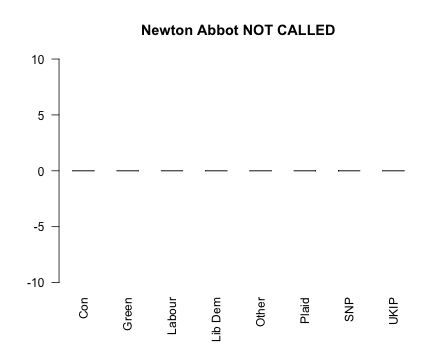 Newton Abbot NOT CALLED
10
5
0
-5
-10
Con
Green
Labour
Lib Dem
Other
Plaid
SNP
UKIP